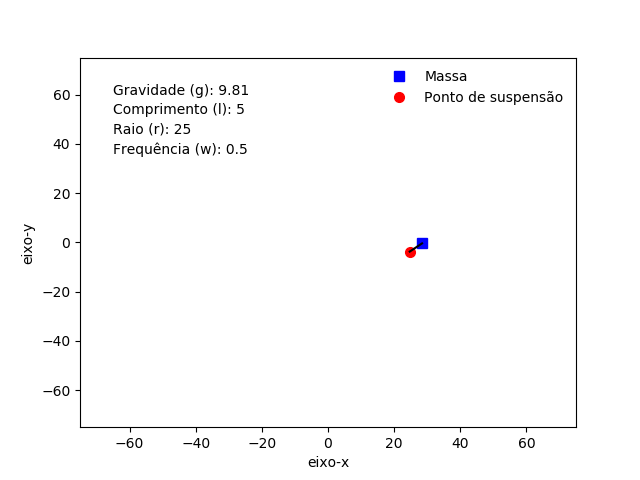 Gravidade (g): 9.81
Comprimento (l): 5
Raio (r): 25
Frequência (w): 0.5
Massa
Ponto de suspensão
60
40
20
0
−20
−40
−60
eixo-y
−60
−40
−20
0
20
40
60
eixo-x